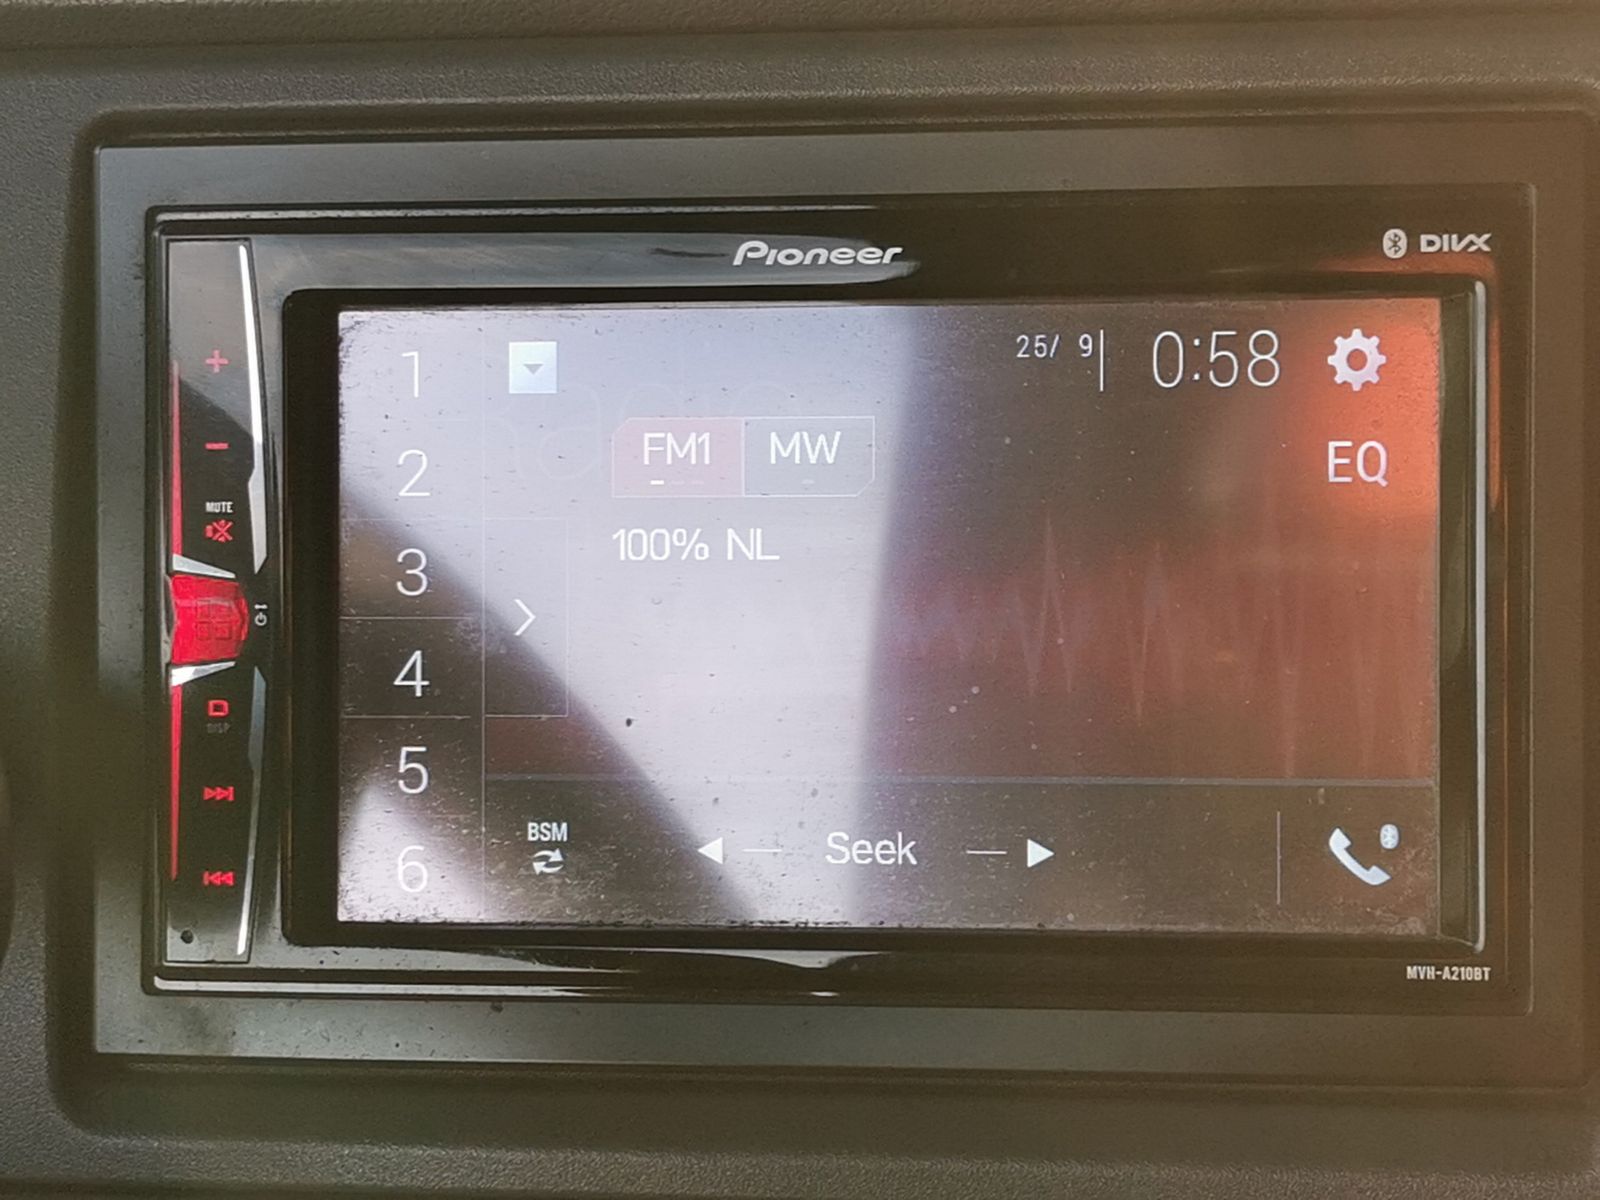 Pioneer
DIVX
25/ 9
0:58
FM1
MW
EQ
100% NL
MUTE
DISP
1
2
3
4
5
6
BSM
Seek
MVH-A210BT